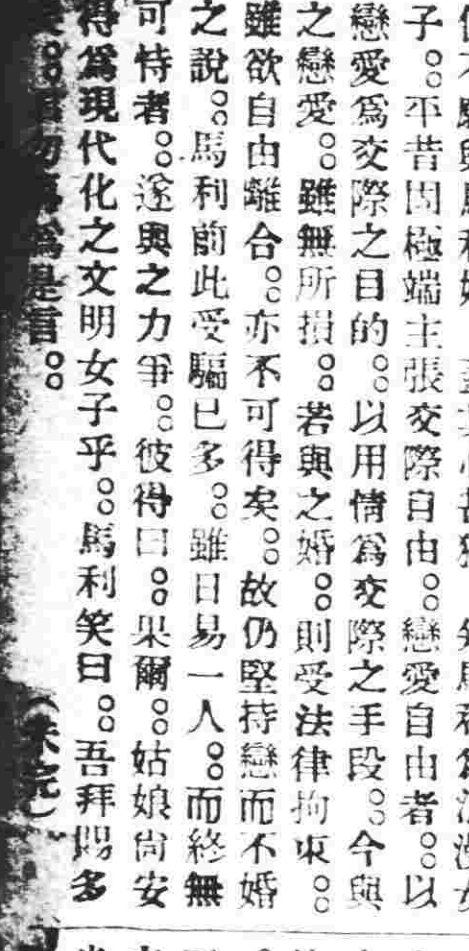 子。平昔固極端主張交際自由。戀愛自由者。以
戀愛爲交際之目的。以用情爲交際之手段。今與
之戀愛。雖無所損。若與之婚。則受法律拘束。
雖欲自由離合。亦不可得矣。故仍堅持戀而不婚
之說。馬利前此受騙已多。雖日易一人。而終無
可恃者。遂與之力爭。彼得曰。果爾。姑娘尙安
得爲現代化之文明女子乎。馬利笑曰。吾拜賜多
矣。君勿再爲是言。（未完）